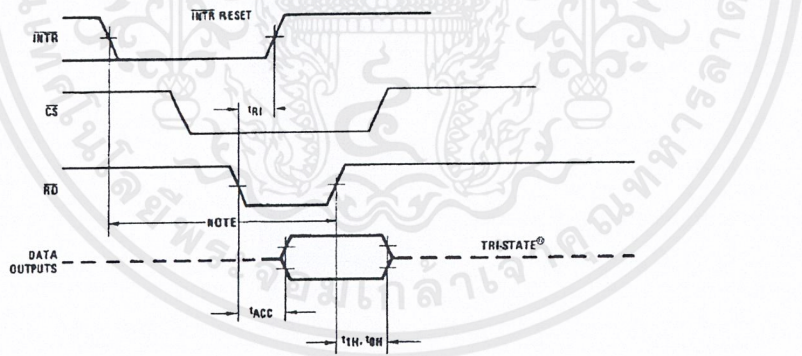 INTR RESET
INTR
CS
tRI
RD
NOTE
DATA
OUTPUTS
TRI-STATE®
tACC
t1H, t0H